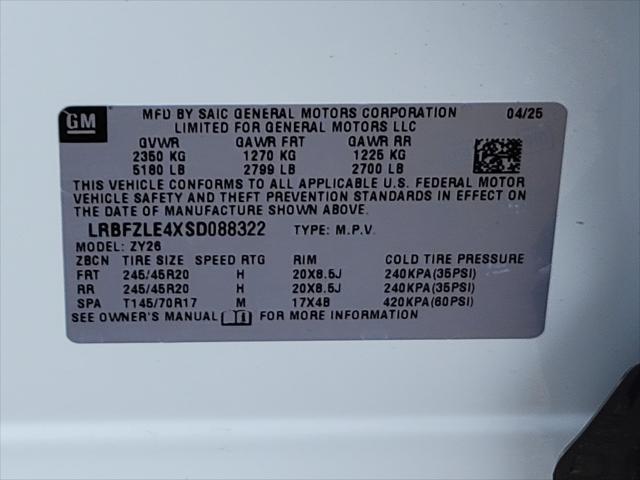 GM
MFD BY SAIC GENERAL MOTORS CORPORATION 04/25
LIMITED FOR GENERAL MOTORS LLC
GVWR GAWR FRT GAWR RR
2350 KG 1270 KG 1225 KG
5180 LB 2799 LB 2700 LB
THIS VEHICLE CONFORMS TO ALL APPLICABLE U.S. FEDERAL MOTOR
VEHICLE SAFETY AND THEFT PREVENTION STANDARDS IN EFFECT ON
THE DATE OF MANUFACTURE SHOWN ABOVE.
LRBFZLE4XSD088322 TYPE: M.P.V.
MODEL: ZY26
ZBCN TIRE SIZE SPEED RTG RIM COLD TIRE PRESSURE
FRT 245/45R20 H 20X8.5J 240KPA(35PSI)
RR 245/45R20 H 20X8.5J 240KPA(35PSI)
SPA T145/70R17 M 17X4B 420KPA(60PSI)
SEE OWNER'S MANUAL i FOR MORE INFORMATION